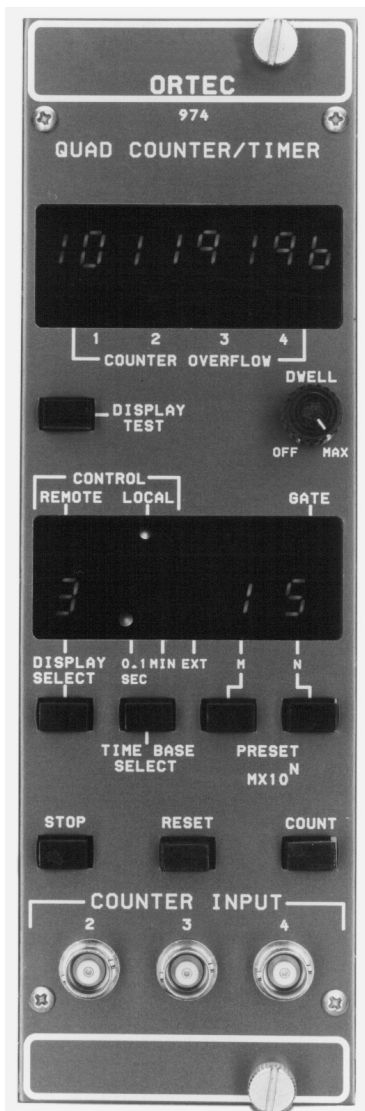 ORTEC
974
QUAD COUNTER/TIMER
10119196
1 2 3 4
COUNTER OVERFLOW
DISPLAY TEST
DWELL
OFF MAX
CONTROL
REMOTE LOCAL
GATE
3 1 5
DISPLAY SELECT
0.1 SEC MIN EXT M N
TIME BASE SELECT
PRESET
MX10N
STOP RESET COUNT
COUNTER INPUT
2 3 4